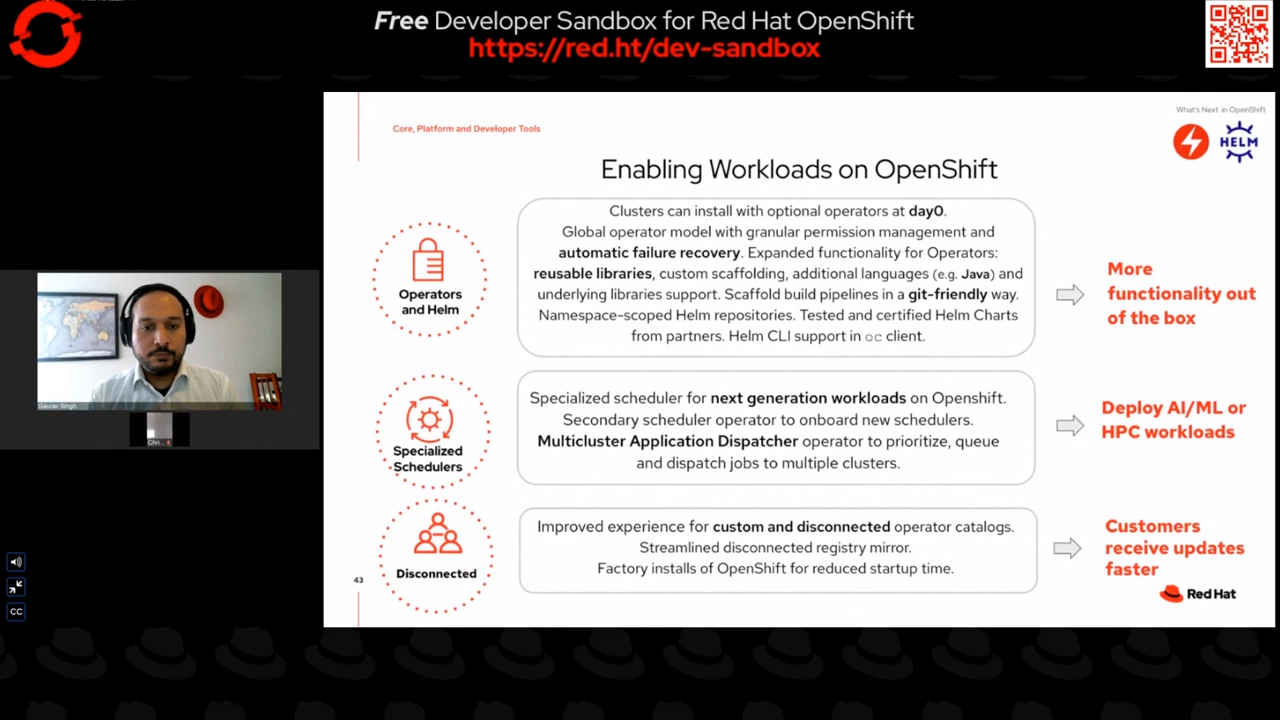 Free Developer Sandbox for Red Hat OpenShift
https://red.ht/dev-sandbox
What's Next in OpenShift
Core, Platform and Developer Tools
HELM
Enabling Workloads on OpenShift
Operators
and Helm
Clusters can install with optional operators at day0.
Global operator model with granular permission management and
automatic failure recovery. Expanded functionality for Operators:
reusable libraries, custom scaffolding, additional languages (e.g. Java) and
underlying libraries support. Scaffold build pipelines in a git-friendly way.
Namespace-scoped Helm repositories. Tested and certified Helm Charts
from partners. Helm CLI support in oc client.
More
functionality out
of the box
Specialized
Schedulers
Specialized scheduler for next generation workloads on Openshift.
Secondary scheduler operator to onboard new schedulers.
Multicluster Application Dispatcher operator to prioritize, queue
and dispatch jobs to multiple clusters.
Deploy AI/ML or
HPC workloads
Disconnected
Improved experience for custom and disconnected operator catalogs.
Streamlined disconnected registry mirror.
Factory installs of OpenShift for reduced startup time.
Customers
receive updates
faster
43
Red Hat
Gaurav Singh
Chri...
CC